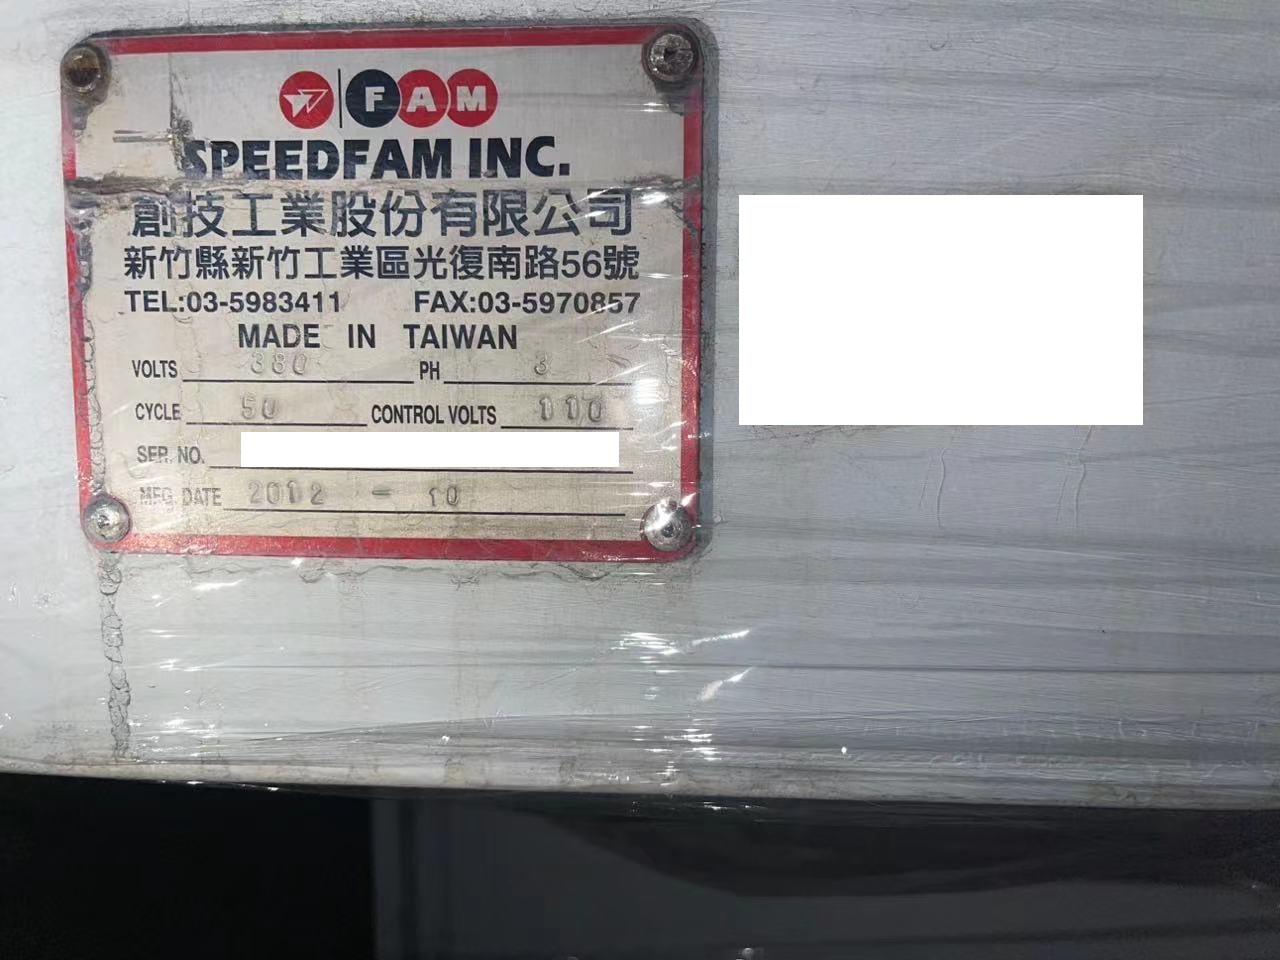 FAM
SPEEDFAM INC.
創技工業股份有限公司
新竹縣新竹工業區光復南路56號
TEL:03-5983411 FAX:03-5970857
MADE IN TAIWAN
VOLTS 380 PH 3
CYCLE 50 CONTROL VOLTS 110
SER. NO.
MFG. DATE 2012 - 10